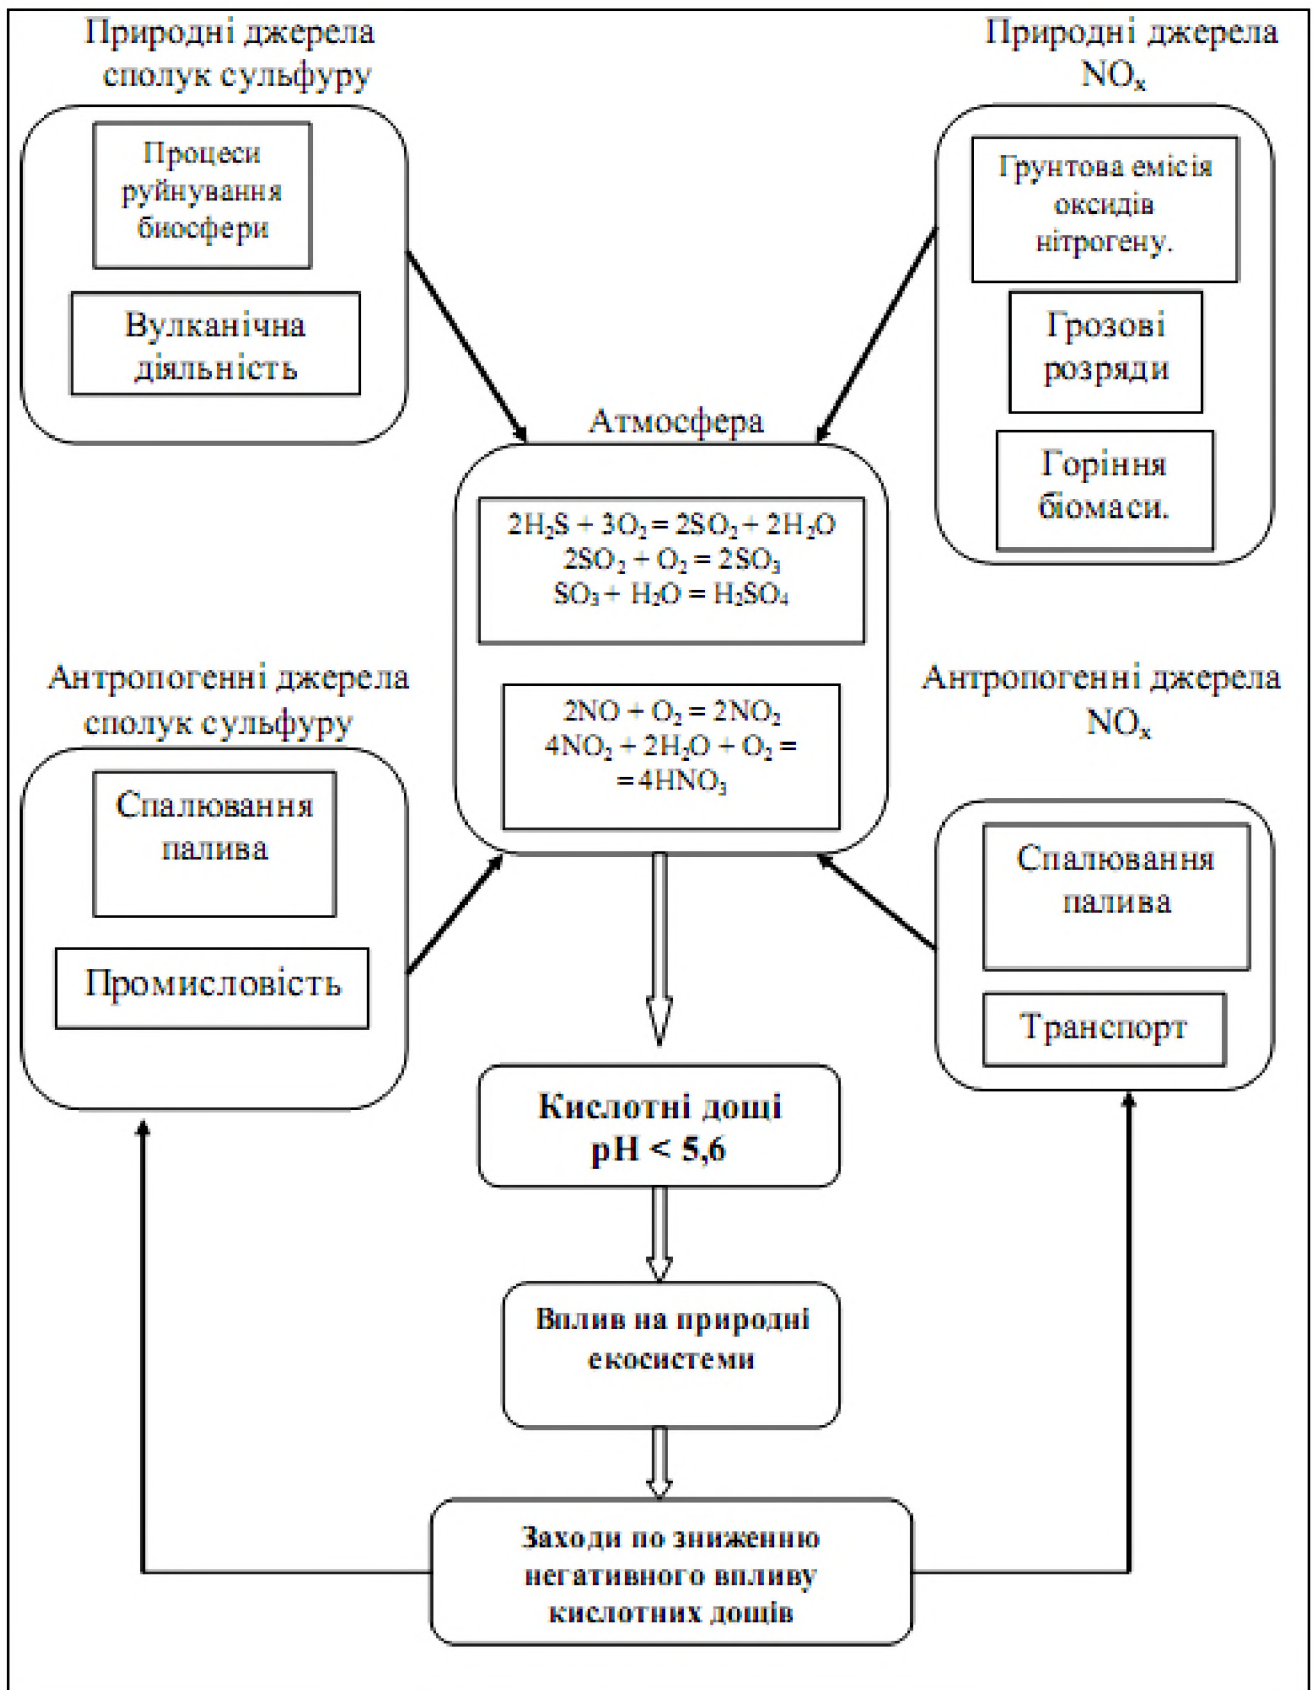 Природні джерела
сполук сульфуру
Процеси
руйнування
биосфери
Вулканічна
діяльність
Природні джерела
NOₓ
Грунтова емісія
оксидів
нітрогену.
Грозові
розряди
Горіння
біомаси.
Атмосфера
2H₂S + 3O₂ = 2SO₂ + 2H₂O
2SO₂ + O₂ = 2SO₃
SO₃ + H₂O = H₂SO₄
2NO + O₂ = 2NO₂
4NO₂ + 2H₂O + O₂ =
= 4HNO₃
Антропогенні джерела
сполук сульфуру
Спалювання
палива
Промисловість
Антропогенні джерела
NOₓ
Спалювання
палива
Транспорт
Кислотні дощі
pH < 5,6
Вплив на природні
екосистеми
Заходи по зниженню
негативного впливу
кислотних дощів